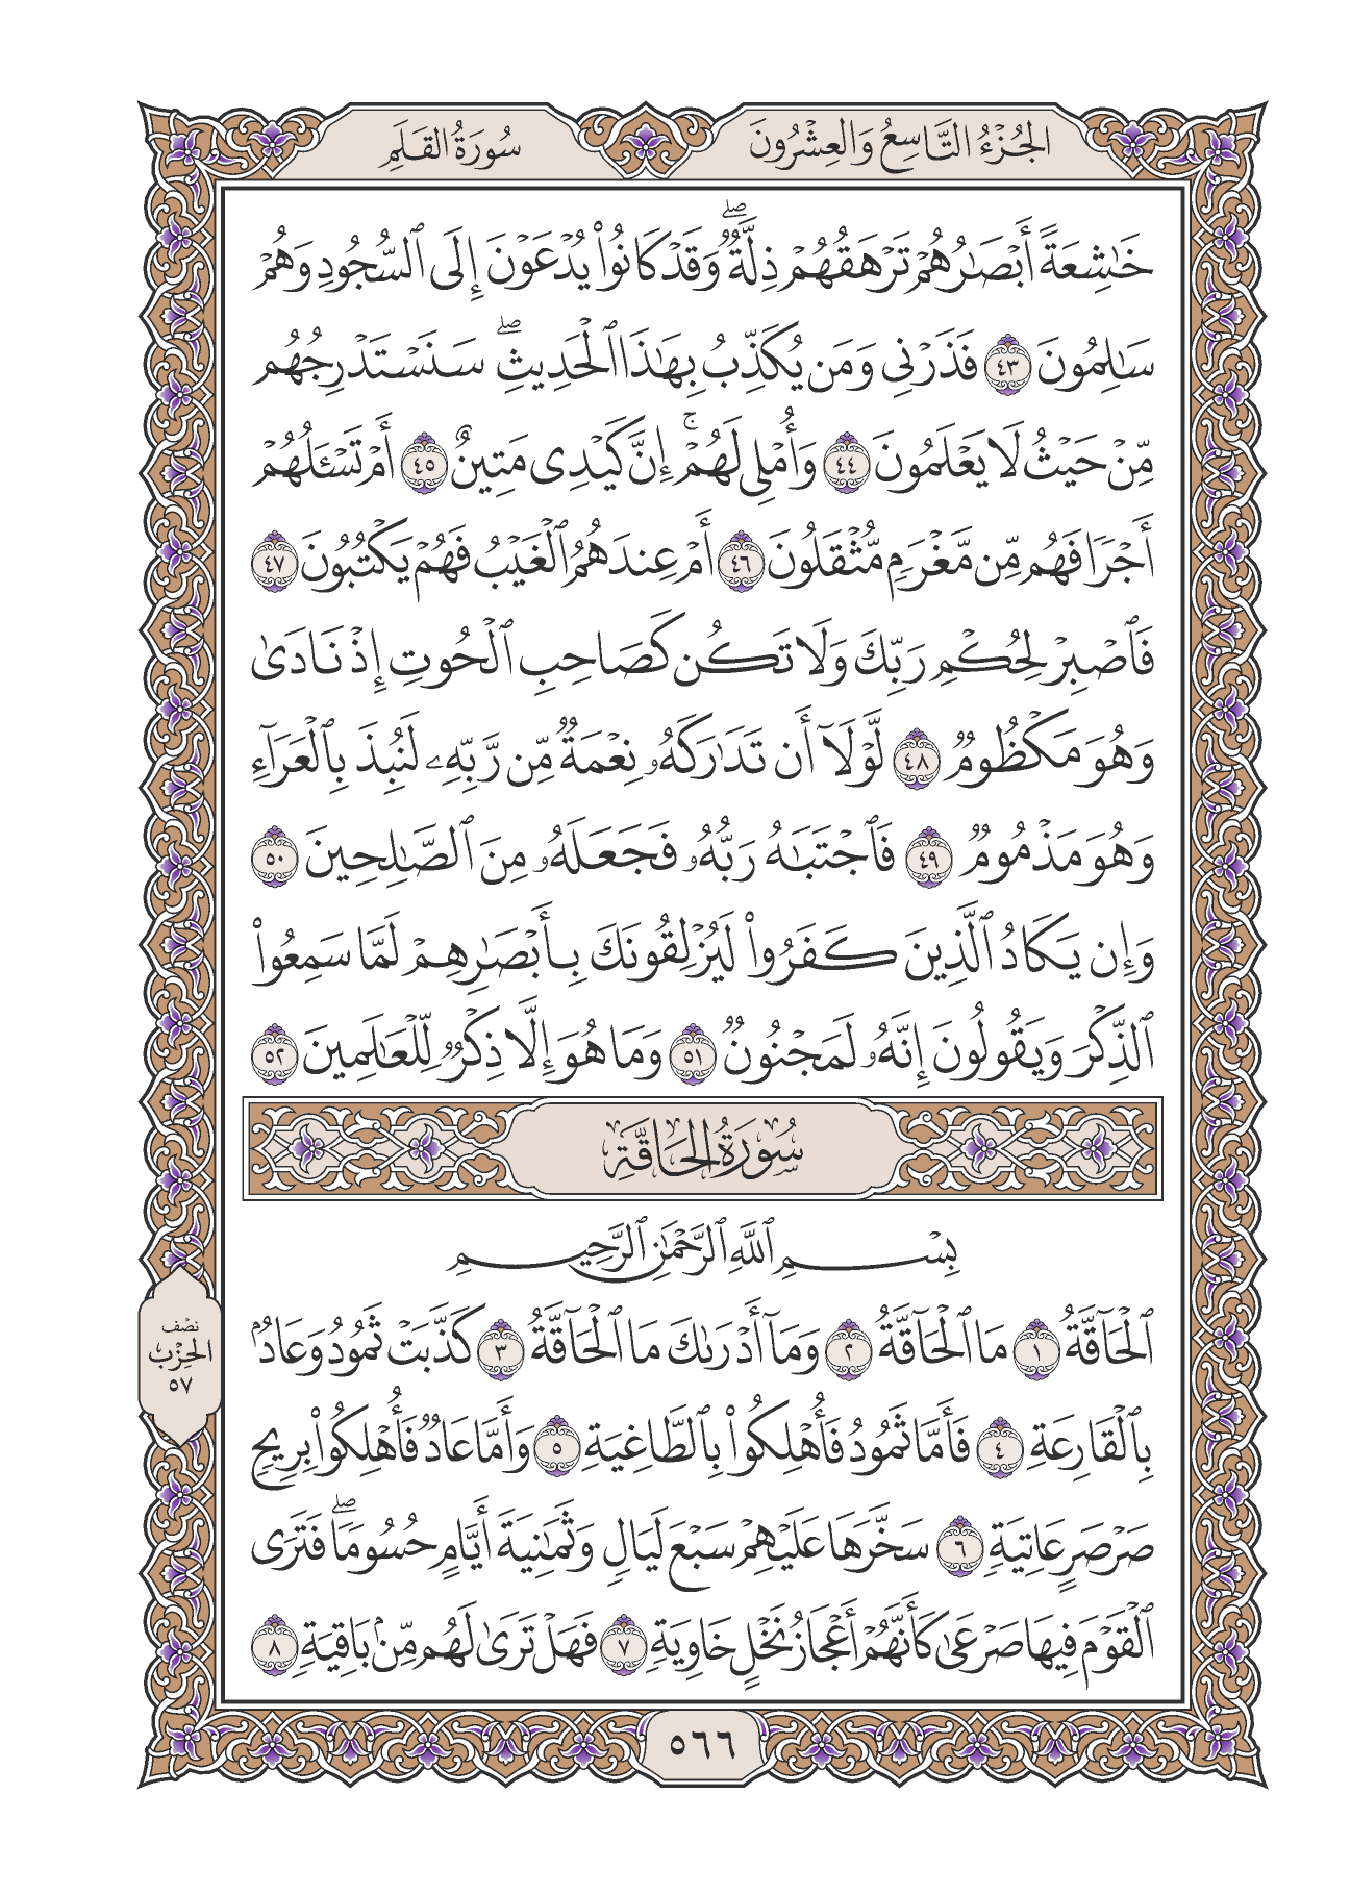 الجُزْءُ التَّاسِعُ وَالعِشْرُونَ
سُورَةُ القَلَمِ
خَٰشِعَةً أَبْصَٰرُهُمْ تَرْهَقُهُمْ ذِلَّةٌۖ وَقَدْ كَانُوا۟ يُدْعَوْنَ إِلَى ٱلسُّجُودِ وَهُمْ
سَٰلِمُونَ ٤٣ فَذَرْنِى وَمَن يُكَذِّبُ بِهَٰذَا ٱلْحَدِيثِۖ سَنَسْتَدْرِجُهُم
مِّنْ حَيْثُ لَا يَعْلَمُونَ ٤٤ وَأُمْلِى لَهُمْۚ إِنَّ كَيْدِى مَتِينٌ ٤٥ أَمْ تَسْـَٔلُهُمْ
أَجْرًا فَهُم مِّن مَّغْرَمٍ مُّثْقَلُونَ ٤٦ أَمْ عِندَهُمُ ٱلْغَيْبُ فَهُمْ يَكْتُبُونَ ٤٧
فَٱصْبِرْ لِحُكْمِ رَبِّكَ وَلَا تَكُن كَصَاحِبِ ٱلْحُوتِ إِذْ نَادَىٰ
وَهُوَ مَكْظُومٌ ٤٨ لَّوْلَآ أَن تَدَٰرَكَهُۥ نِعْمَةٌ مِّن رَّبِّهِۦ لَنُبِذَ بِٱلْعَرَآءِ
وَهُوَ مَذْمُومٌ ٤٩ فَٱجْتَبَٰهُ رَبُّهُۥ فَجَعَلَهُۥ مِنَ ٱلصَّٰلِحِينَ ٥٠
وَإِن يَكَادُ ٱلَّذِينَ كَفَرُوا۟ لَيُزْلِقُونَكَ بِأَبْصَٰرِهِمْ لَمَّا سَمِعُوا۟
ٱلذِّكْرَ وَيَقُولُونَ إِنَّهُۥ لَمَجْنُونٌ ٥١ وَمَا هُوَ إِلَّا ذِكْرٌ لِّلْعَٰلَمِينَ ٥٢
سُورَةُ الحَاقَّةِ
بِسْمِ ٱللَّهِ ٱلرَّحْمَٰنِ ٱلرَّحِيمِ
ٱلْحَآقَّةُ ١ مَا ٱلْحَآقَّةُ ٢ وَمَآ أَدْرَىٰكَ مَا ٱلْحَآقَّةُ ٣ كَذَّبَتْ ثَمُودُ وَعَادٌۢ
بِٱلْقَارِعَةِ ٤ فَأَمَّا ثَمُودُ فَأُهْلِكُوا۟ بِٱلطَّاغِيَةِ ٥ وَأَمَّا عَادٌ فَأُهْلِكُوا۟ بِرِيحٍ
صَرْصَرٍ عَاتِيَةٍ ٦ سَخَّرَهَا عَلَيْهِمْ سَبْعَ لَيَالٍ وَثَمَٰنِيَةَ أَيَّامٍ حُسُومًاۖ فَتَرَى
ٱلْقَوْمَ فِيهَا صَرْعَىٰ كَأَنَّهُمْ أَعْجَازُ نَخْلٍ خَاوِيَةٍ ٧ فَهَلْ تَرَىٰ لَهُم مِّنۢ بَاقِيَةٍ ٨
نصف
الحِزْب
٥٧
٥٦٦